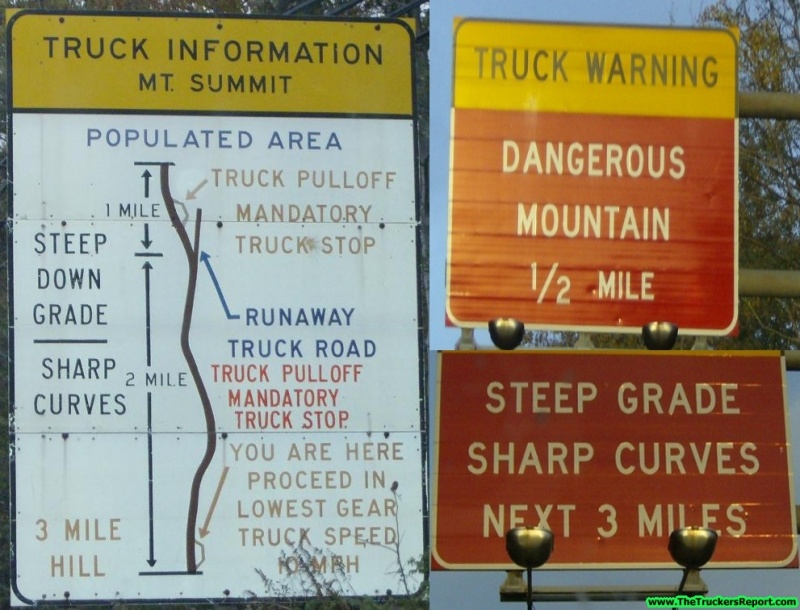 TRUCK INFORMATION
MT. SUMMIT
POPULATED AREA
TRUCK PULLOFF
MANDATORY
TRUCK STOP
1 MILE
STEEP
DOWN
GRADE
SHARP
CURVES
2 MILE
RUNAWAY
TRUCK ROAD
TRUCK PULLOFF
MANDATORY
TRUCK STOP
YOU ARE HERE
PROCEED IN
LOWEST GEAR
TRUCK SPEED
10 MPH
3 MILE
HILL
TRUCK WARNING
DANGEROUS
MOUNTAIN
1/2 MILE
STEEP GRADE
SHARP CURVES
NEXT 3 MILES
www.TheTruckersReport.com